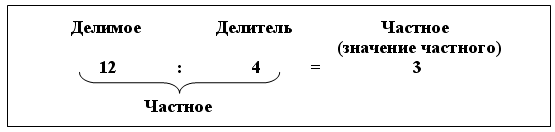 Делимое Делитель Частное
(значение частного)
12 : 4 = 3
Частное